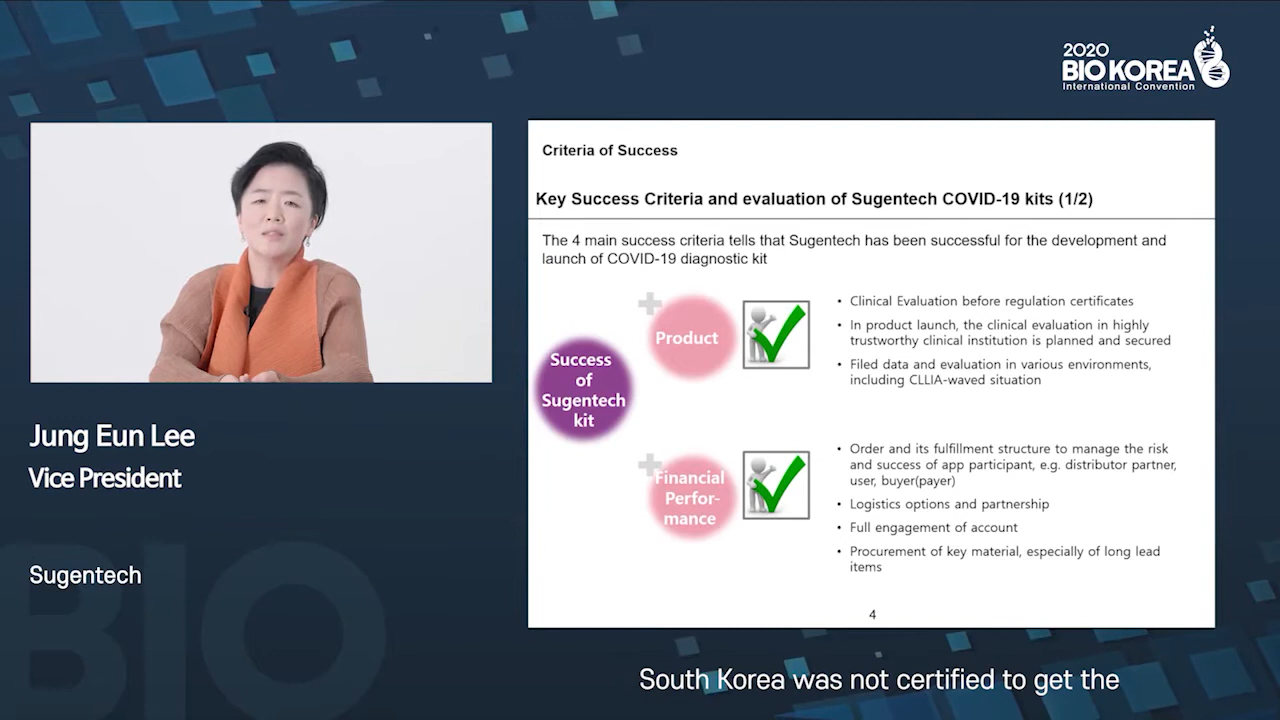 2020
BIO KOREA
International Convention
Criteria of Success
Key Success Criteria and evaluation of Sugentech COVID-19 kits (1/2)
The 4 main success criteria tells that Sugentech has been successful for the development and
launch of COVID-19 diagnostic kit
Success
of
Sugentech
kit
Product
• Clinical Evaluation before regulation certificates
• In product launch, the clinical evaluation in highly
trustworthy clinical institution is planned and secured
• Filed data and evaluation in various environments,
including CLLIA-waved situation
Financial
Perfor-
mance
• Order and its fulfillment structure to manage the risk
and success of app participant, e.g. distributor partner,
user, buyer(payer)
• Logistics options and partnership
• Full engagement of account
• Procurement of key material, especially of long lead
items
4
Jung Eun Lee
Vice President
Sugentech
BIO
South Korea was not certified to get the